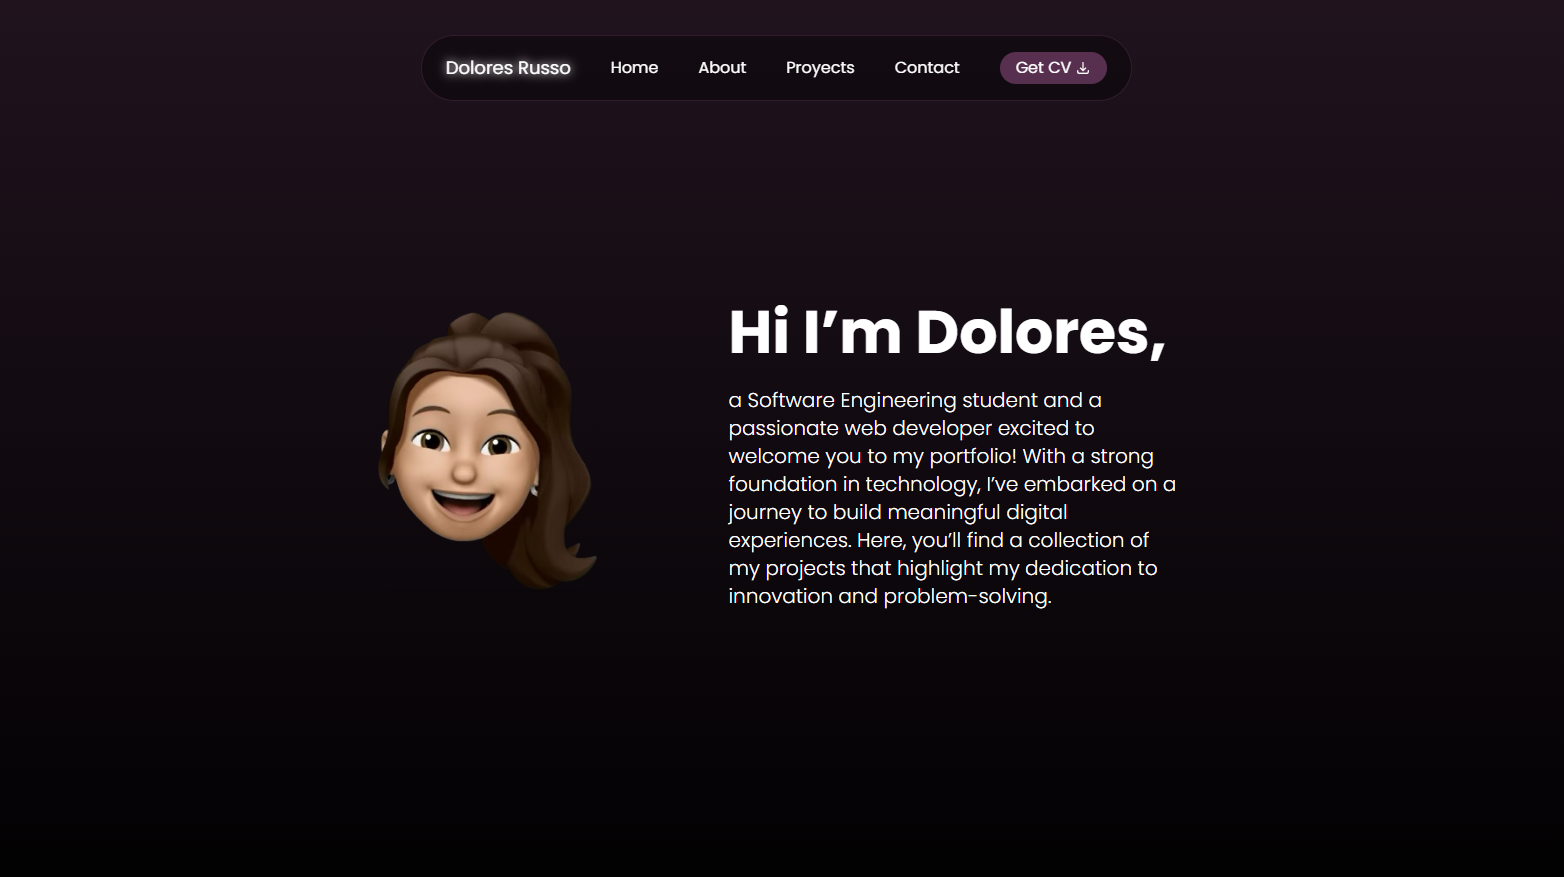 Dolores Russo Home About Proyects Contact Get CV
Hi I’m Dolores,
a Software Engineering student and a
passionate web developer excited to
welcome you to my portfolio! With a strong
foundation in technology, I’ve embarked on a
journey to build meaningful digital
experiences. Here, you’ll find a collection of
my projects that highlight my dedication to
innovation and problem-solving.